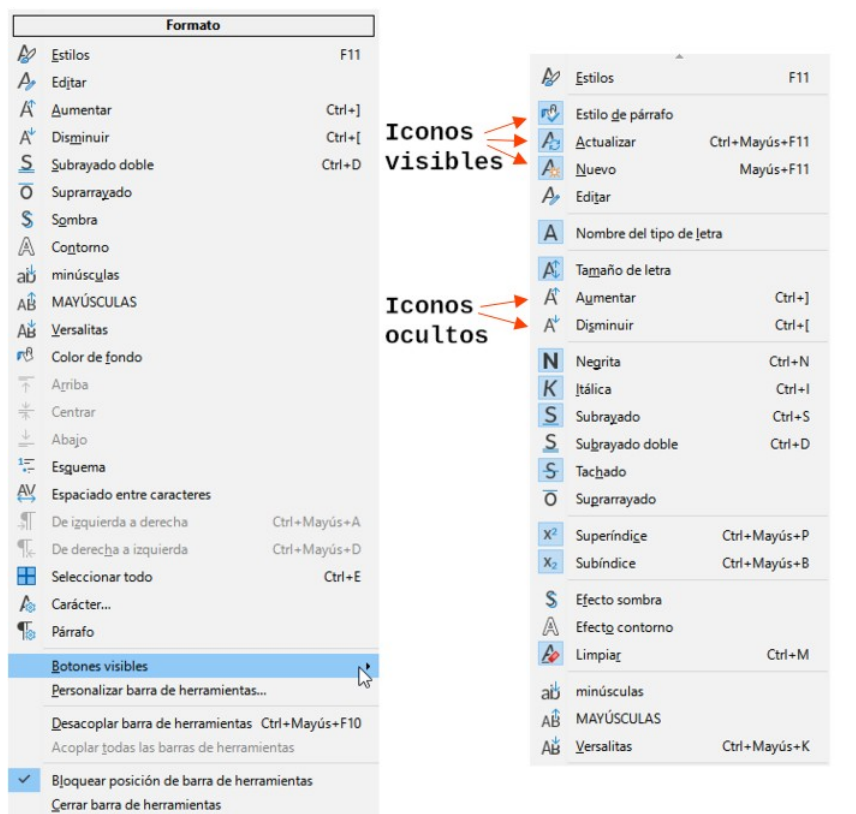 Formato
Estilos F11
Editar
Aumentar Ctrl+]
Disminuir Ctrl+[
Subrayado doble Ctrl+D
Suprarrayado
Sombra
Contorno
minúsculas
MAYÚSCULAS
Versalitas
Color de fondo
Arriba
Centrar
Abajo
Esquema
Espaciado entre caracteres
De izquierda a derecha Ctrl+Mayús+A
De derecha a izquierda Ctrl+Mayús+D
Seleccionar todo Ctrl+E
Carácter...
Párrafo
Botones visibles
Personalizar barra de herramientas...
Desacoplar barra de herramientas Ctrl+Mayús+F10
Acoplar todas las barras de herramientas
Bloquear posición de barra de herramientas
Cerrar barra de herramientas
Iconos
visibles
Iconos
ocultos
Estilos F11
Estilo de párrafo
Actualizar Ctrl+Mayús+F11
Nuevo Mayús+F11
Editar
Nombre del tipo de letra
Tamaño de letra
Aumentar Ctrl+]
Disminuir Ctrl+[
Negrita Ctrl+N
Itálica Ctrl+I
Subrayado Ctrl+S
Subrayado doble Ctrl+D
Tachado
Suprarrayado
Superíndice Ctrl+Mayús+P
Subíndice Ctrl+Mayús+B
Efecto sombra
Efecto contorno
Limpiar Ctrl+M
minúsculas
MAYÚSCULAS
Versalitas Ctrl+Mayús+K